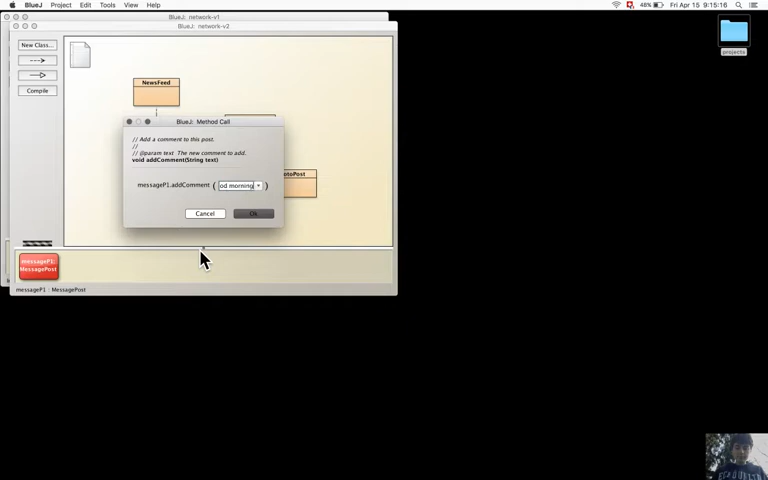 BlueJ Project Edit Tools View Help
48% Fri Apr 15 9:15:16
BlueJ: network-v1
BlueJ: network-v2
New Class...
Compile
NewsFeed
projects
BlueJ: Method Call
// Add a comment to this post.
//
// @param text The new comment to add.
void addComment(String text)
messageP1.addComment ( od morning )
Cancel Ok
otoPost
messageP1:
MessagePost
messageP1 : MessagePost